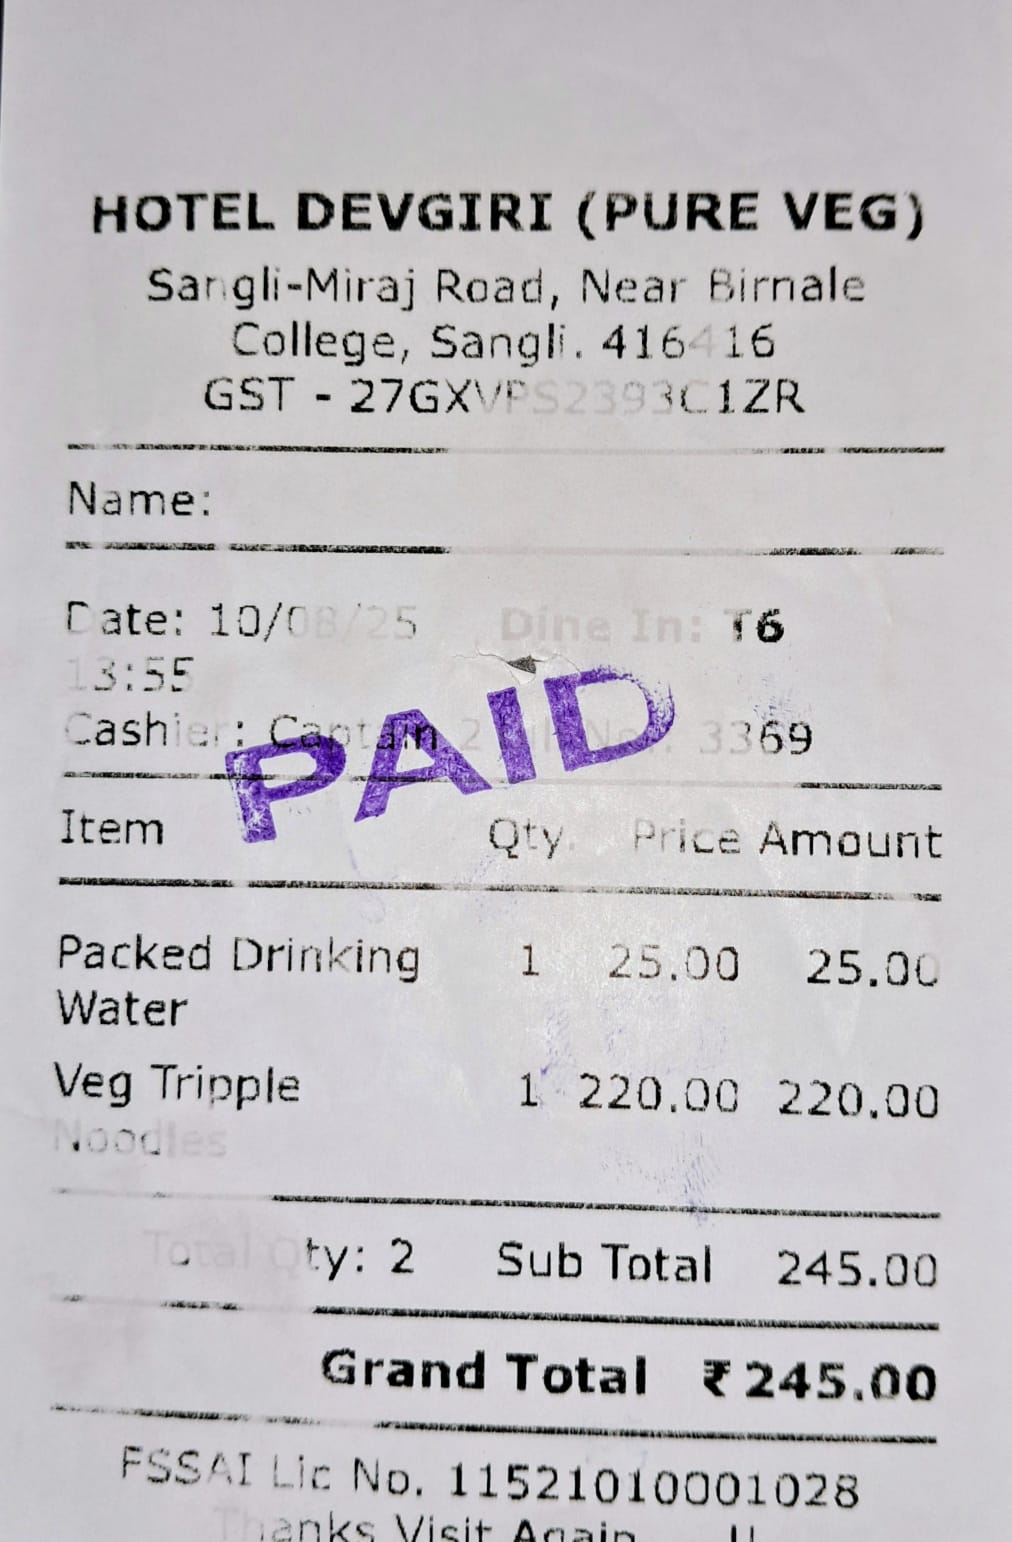 HOTEL DEVGIRI (PURE VEG)
Sangli-Miraj Road, Near Birnale
College, Sangli. 416416
GST - 27GXVPS2393C1ZR
Name:
Date: 10/08/25 Dine In: T6
13:55
Cashier: Captain 2 Bill No.: 3369
PAID
Item Qty. Price Amount
Packed Drinking 1 25.00 25.00
Water
Veg Tripple 1 220.00 220.00
Noodles
Total Qty: 2 Sub Total 245.00
Grand Total ₹245.00
FSSAI Lic No. 11521010001028
Thanks Visit Again